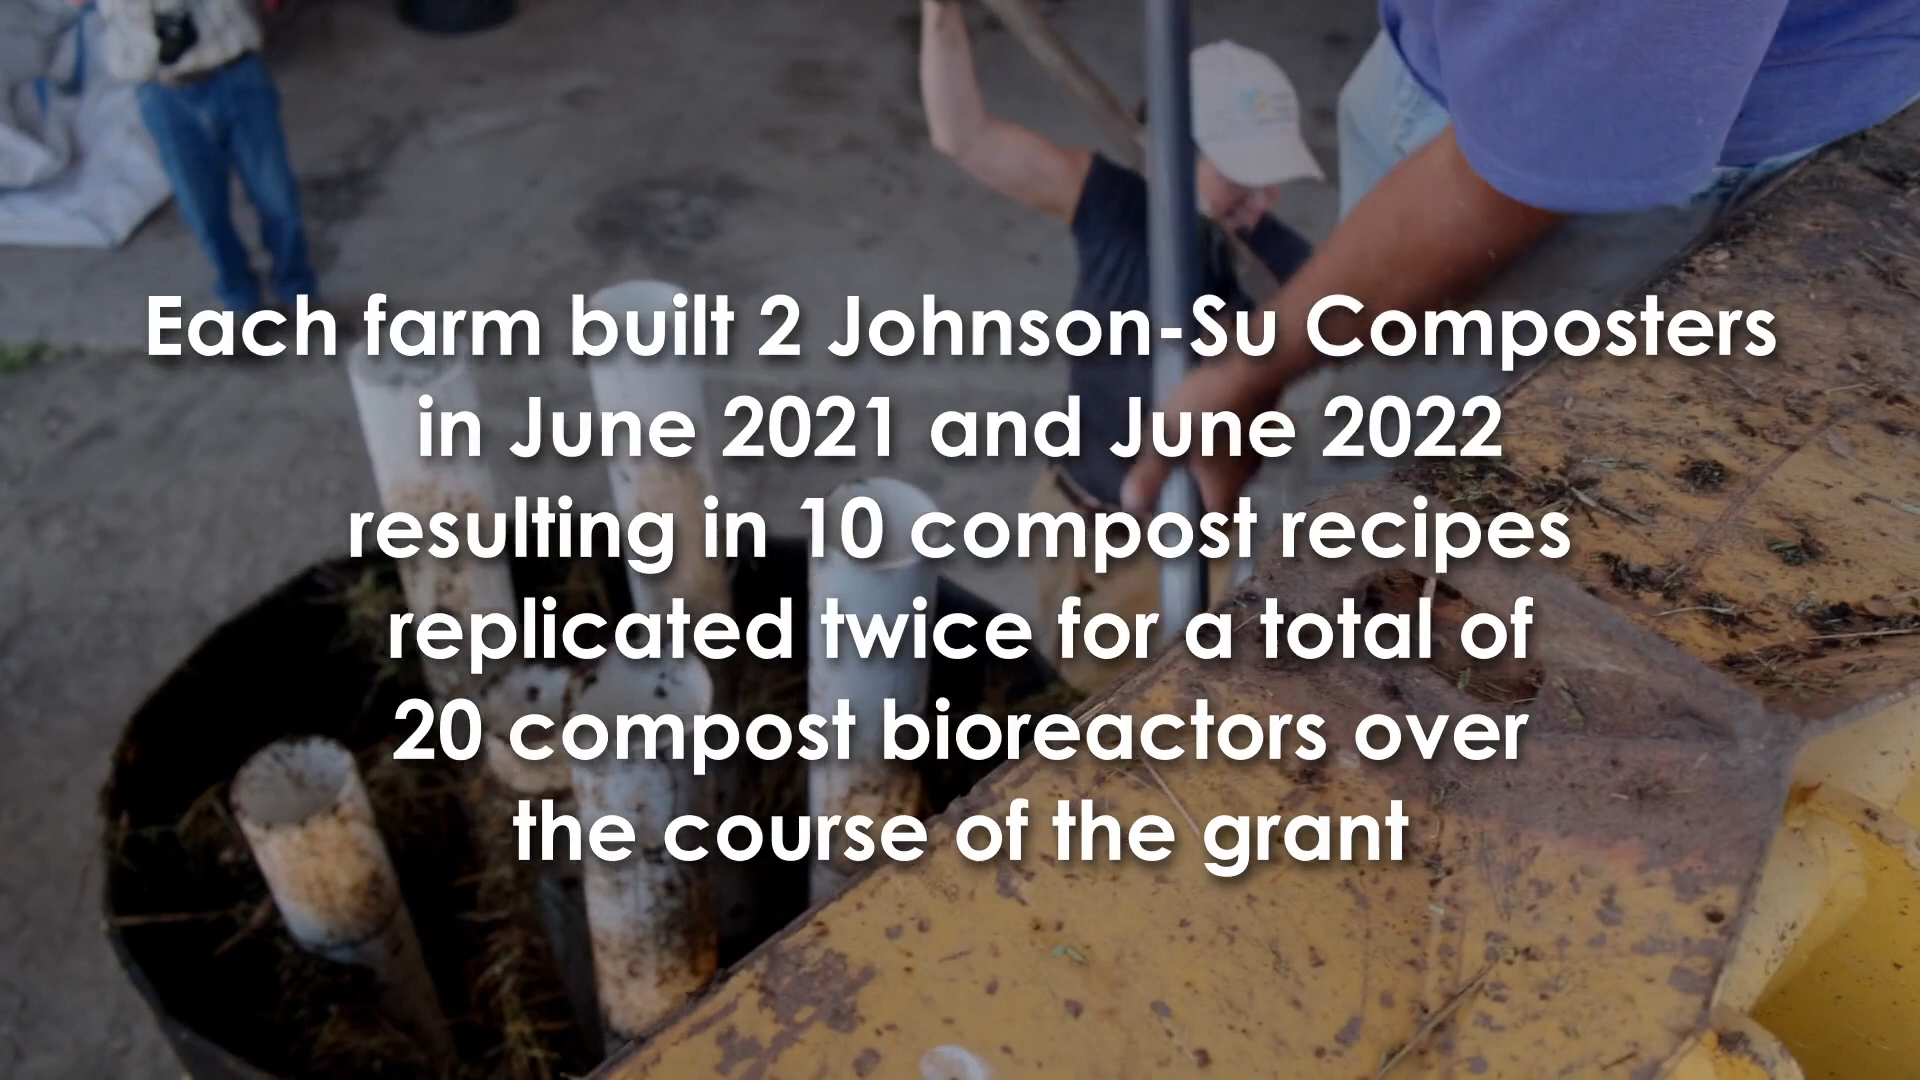 Each farm built 2 Johnson-Su Composters
in June 2021 and June 2022
resulting in 10 compost recipes
replicated twice for a total of
20 compost bioreactors over
the course of the grant